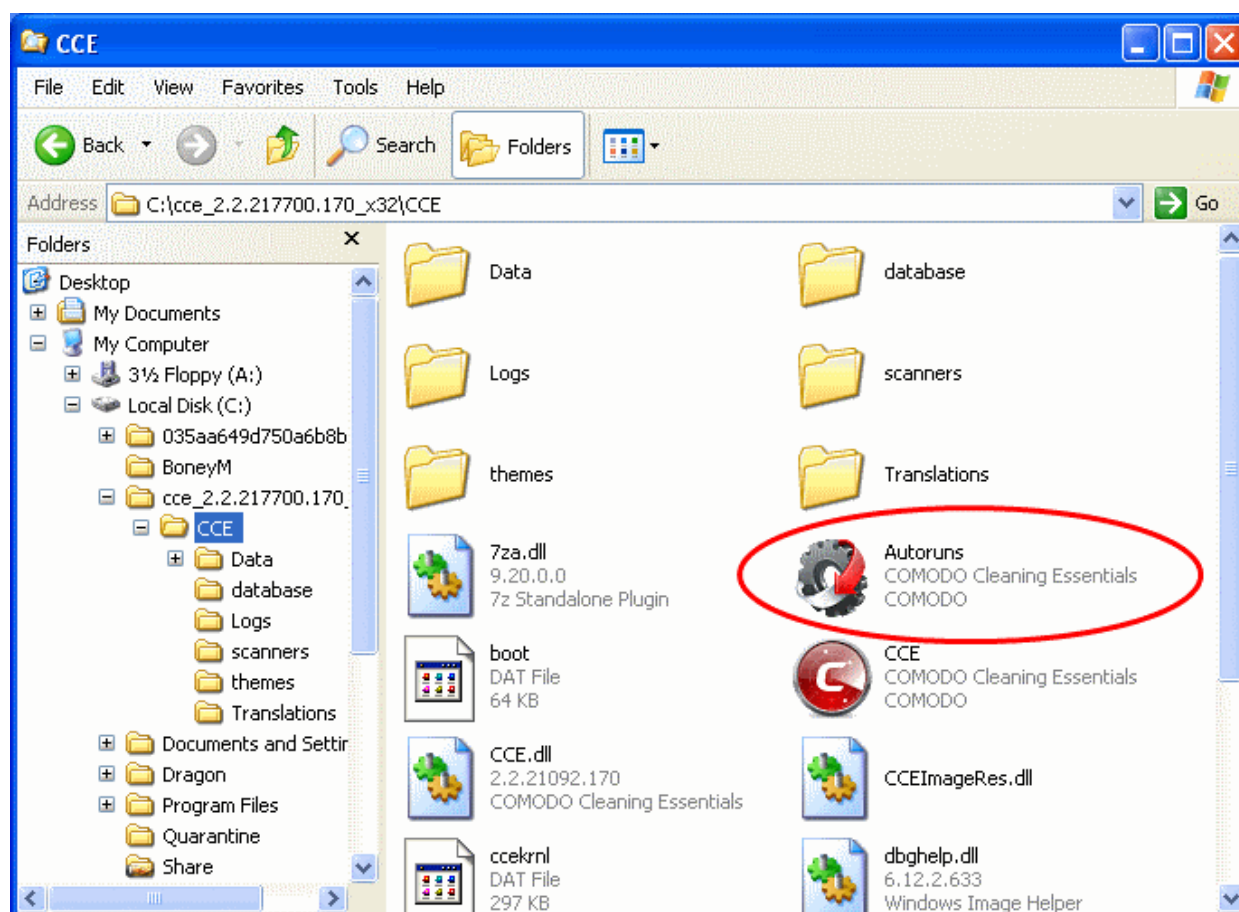 CCE
File Edit View Favorites Tools Help
Back Search Folders
Address C:\cce_2.2.217700.170_x32\CCE Go
Folders
Desktop
My Documents
My Computer
3½ Floppy (A:)
Local Disk (C:)
035aa649d750a6b8b
BoneyM
cce_2.2.217700.170_
CCE
Data
database
Logs
scanners
themes
Translations
Documents and Settir
Dragon
Program Files
Quarantine
Share
Data
database
Logs
scanners
themes
Translations
7za.dll
9.20.0.0
7z Standalone Plugin
Autoruns
COMODO Cleaning Essentials
COMODO
boot
DAT File
64 KB
CCE
COMODO Cleaning Essentials
COMODO
CCE.dll
2.2.21092.170
COMODO Cleaning Essentials
CCEImageRes.dll
ccekrnl
DAT File
297 KB
dbghelp.dll
6.12.2.633
Windows Image Helper